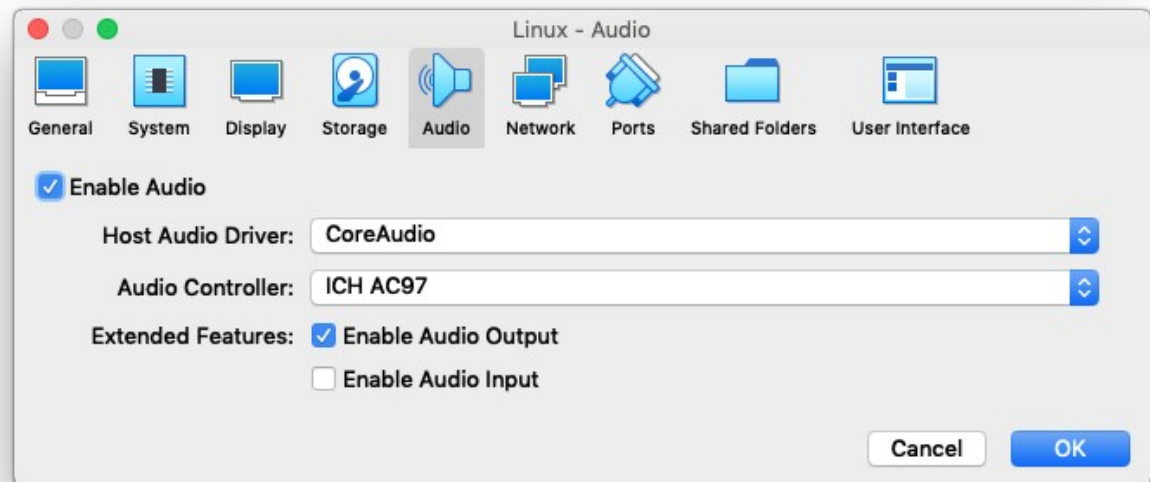 Linux - Audio
General System Display Storage Audio Network Ports Shared Folders User Interface
Enable Audio
Host Audio Driver: CoreAudio
Audio Controller: ICH AC97
Extended Features: Enable Audio Output
Enable Audio Input
Cancel OK